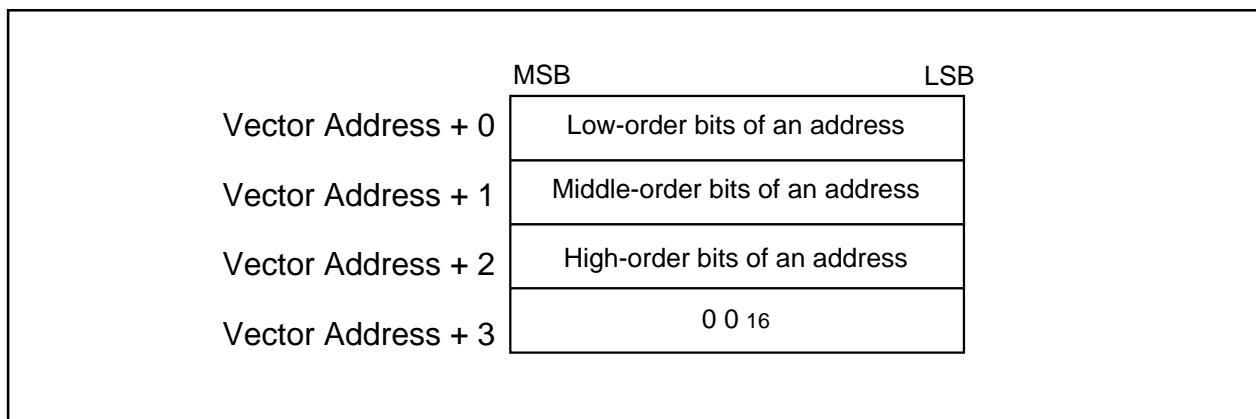 MSB LSB
Vector Address + 0 Low-order bits of an address
Vector Address + 1 Middle-order bits of an address
Vector Address + 2 High-order bits of an address
Vector Address + 3 0 0 16